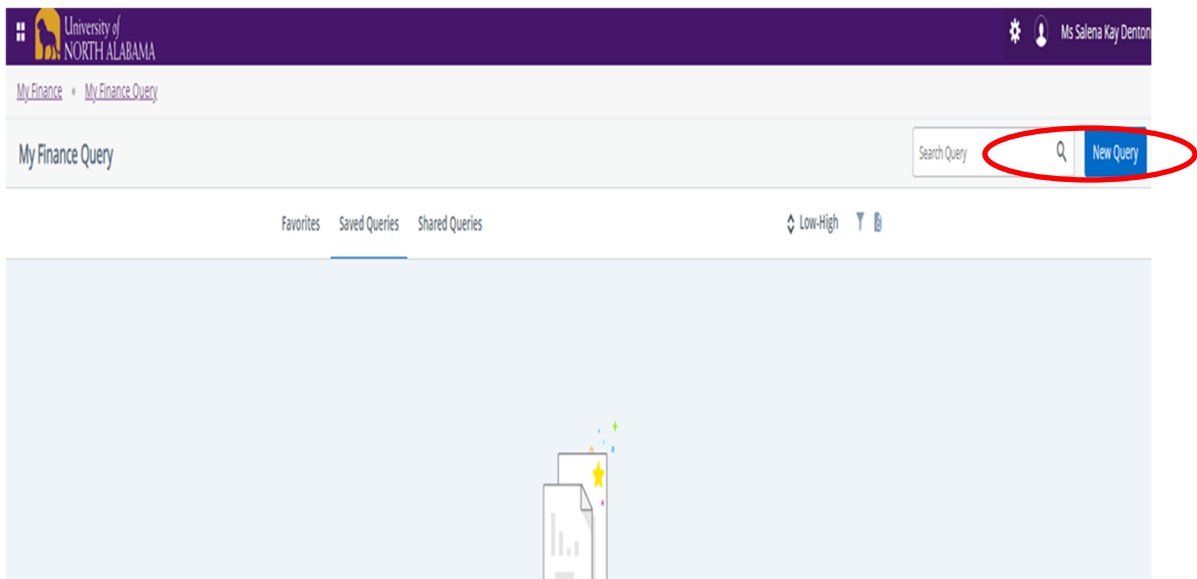 University of
NORTH ALABAMA
Ms Salena Kay Denton
My Finance • My Finance Query
My Finance Query
Search Query
New Query
Favorites Saved Queries Shared Queries
Low-High